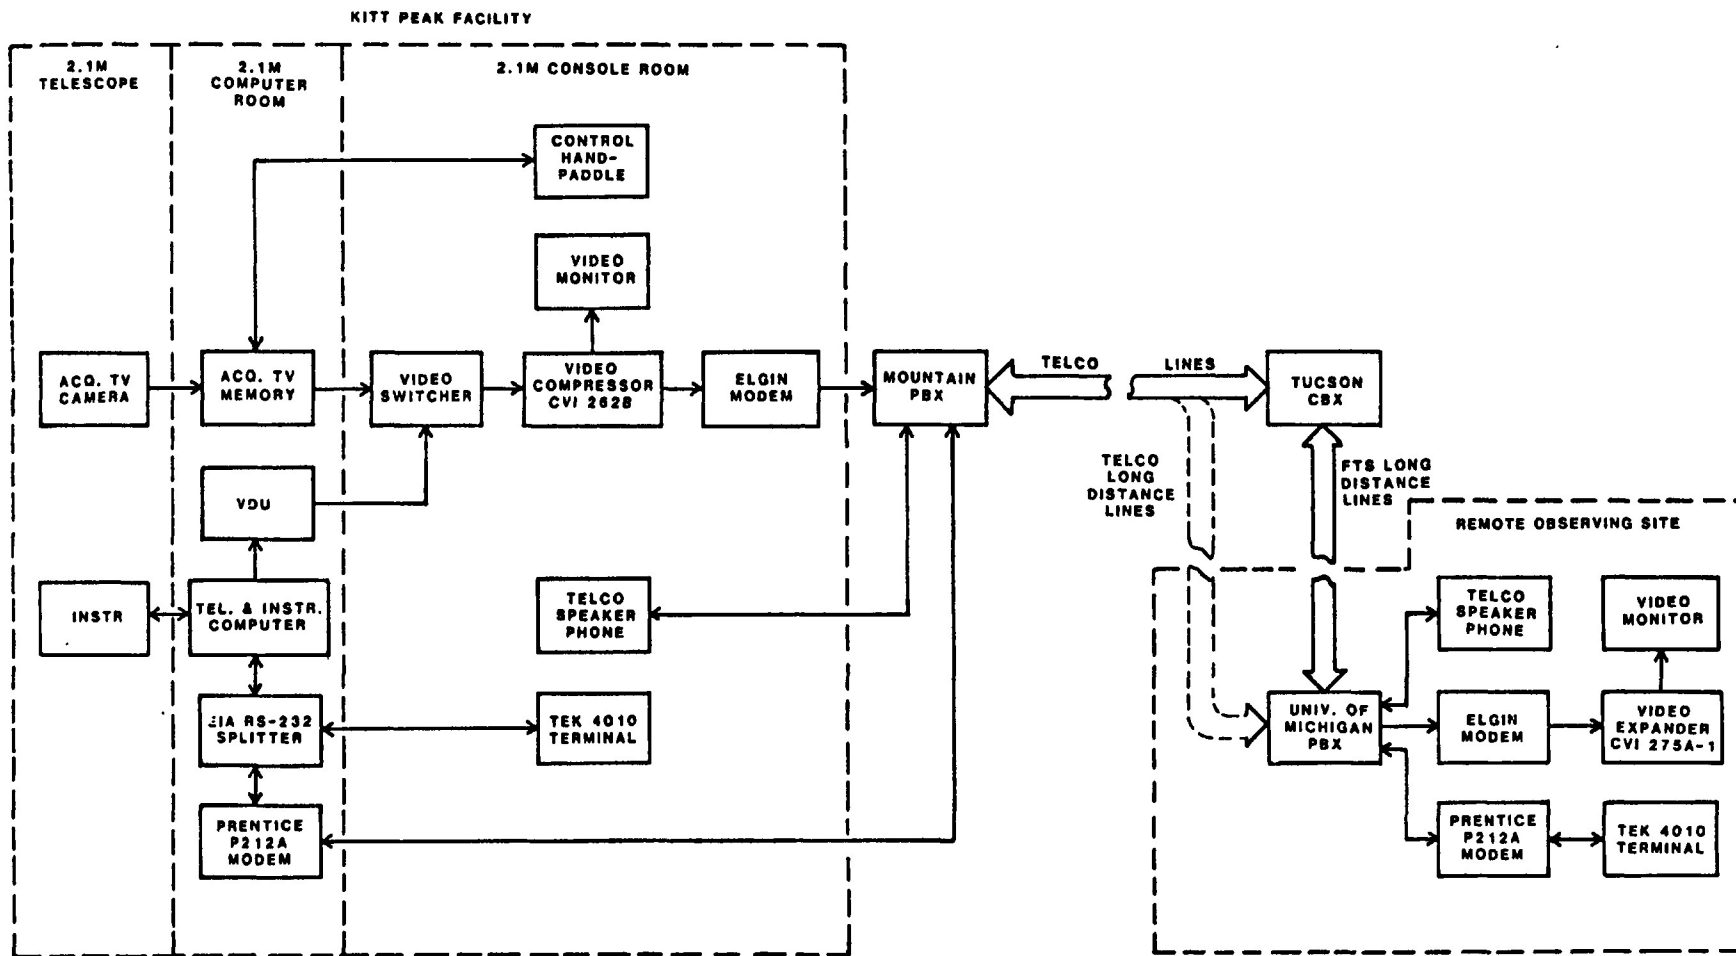 KITT PEAK FACILITY
2.1M
TELESCOPE
2.1M
COMPUTER
ROOM
2.1M CONSOLE ROOM
CONTROL
HAND-
PADDLE
VIDEO
MONITOR
ACQ. TV
CAMERA
ACQ. TV
MEMORY
VIDEO
SWITCHER
VIDEO
COMPRESSOR
CVI 262B
ELGIN
MODEM
MOUNTAIN
PBX
TELCO
LINES
TUCSON
CBX
VDU
TELCO
LONG
DISTANCE
LINES
FTS LONG
DISTANCE
LINES
REMOTE OBSERVING SITE
INSTR
TEL. & INSTR.
COMPUTER
TELCO
SPEAKER
PHONE
TELCO
SPEAKER
PHONE
VIDEO
MONITOR
EIA RS-232
SPLITTER
TEK 4010
TERMINAL
UNIV. OF
MICHIGAN
PBX
ELGIN
MODEM
VIDEO
EXPANDER
CVI 275A-1
PRENTICE
P212A
MODEM
PRENTICE
P212A
MODEM
TEK 4010
TERMINAL